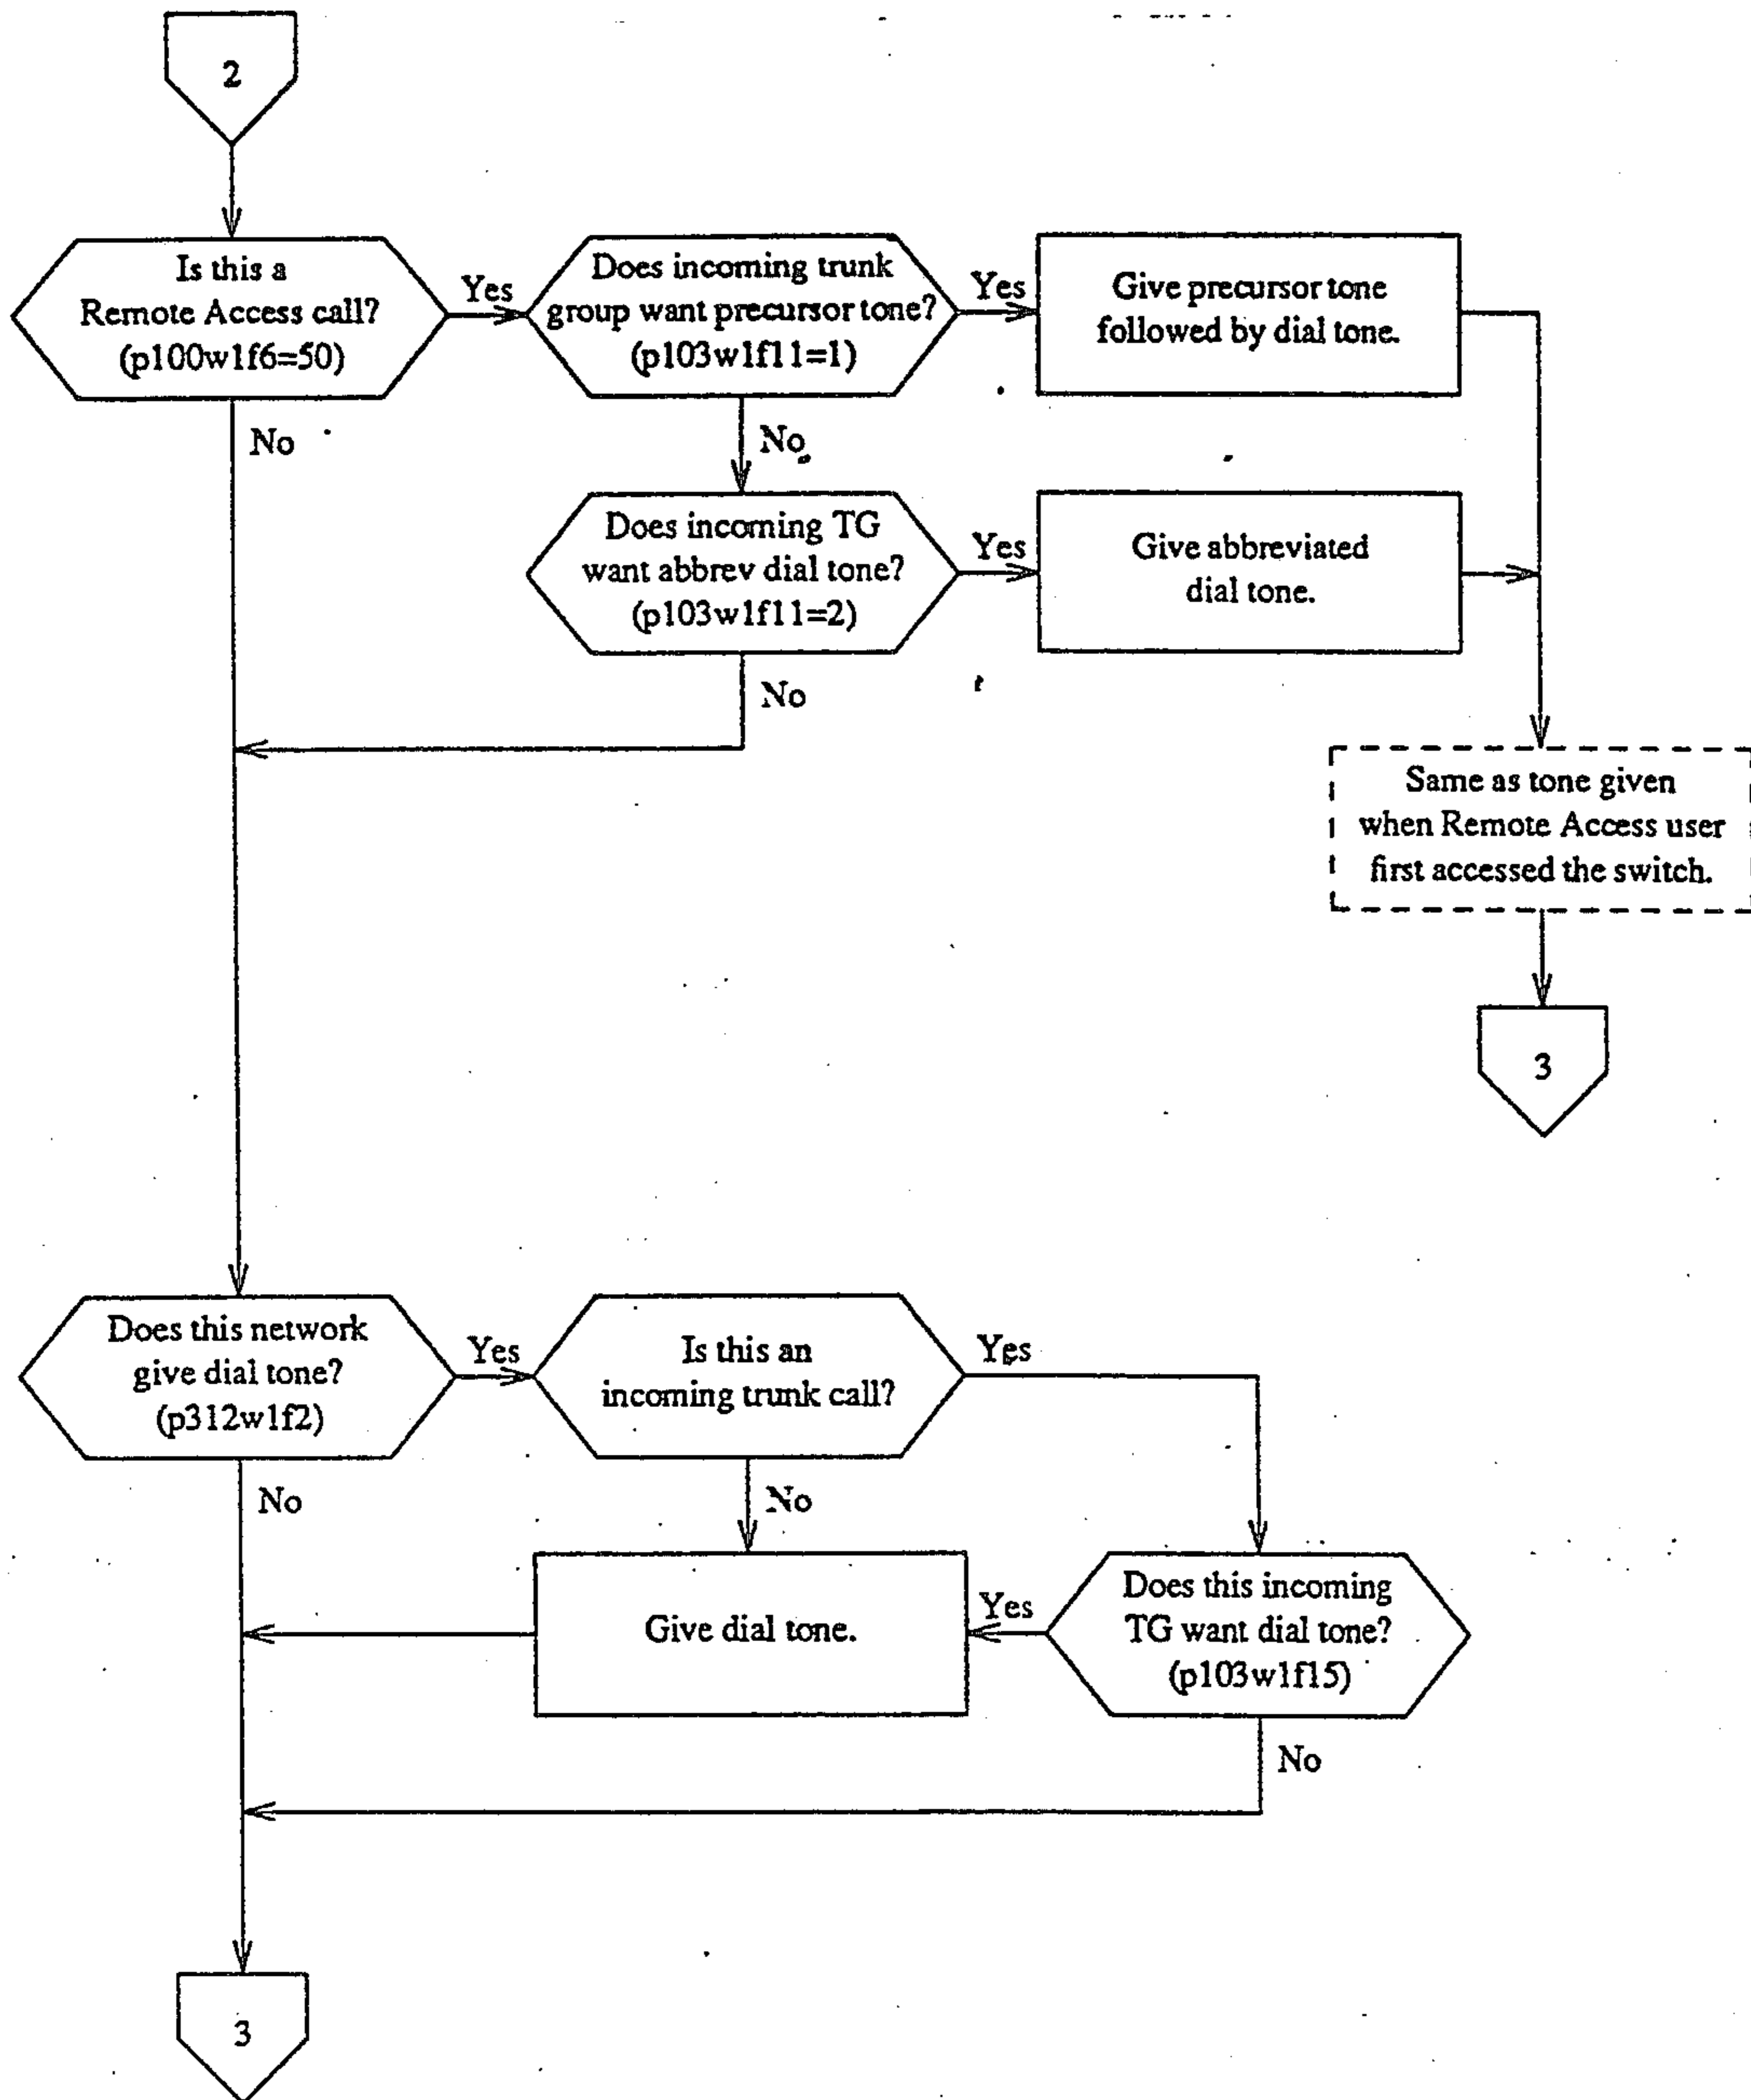 2
Is this a
Remote Access call?
(p100w1f6=50)
Yes
Does incoming trunk
group want precursor tone?
(p103w1f11=1)
Yes
Give precursor tone
followed by dial tone.
No
No
Does incoming TG
want abbrev dial tone?
(p103w1f11=2)
Yes
Give abbreviated
dial tone.
No
Same as tone given
when Remote Access user
first accessed the switch.
3
Does this network
give dial tone?
(p312w1f2)
Yes
Is this an
incoming trunk call?
Yes
No
No
Give dial tone.
Yes
Does this incoming
TG want dial tone?
(p103w1f15)
No
3